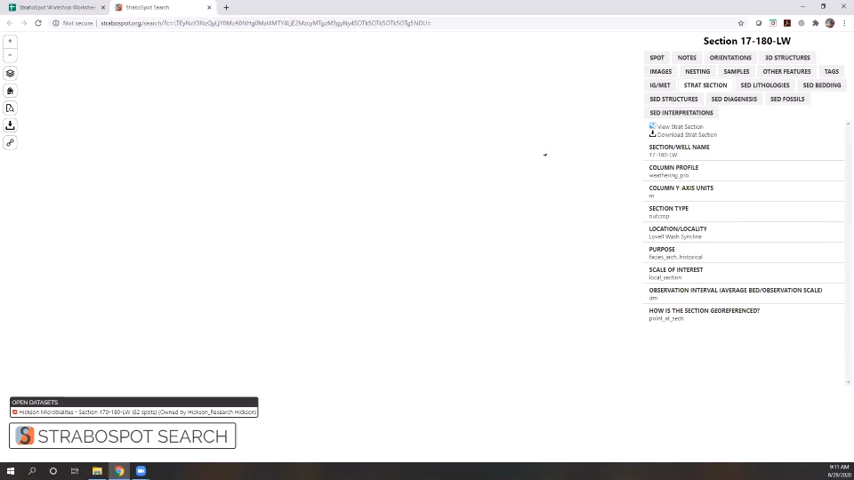 StraboSpot Workshop Worksheet
StraboSpot Search
Not secure
Section 17-180-LW
SPOT NOTES ORIENTATIONS 3D STRUCTURES
IMAGES NESTING SAMPLES OTHER FEATURES TAGS
IG/MET STRAT SECTION SED LITHOLOGIES SED BEDDING
SED STRUCTURES SED DIAGENESIS SED FOSSILS
SED INTERPRETATIONS
View Strat Section
Download Strat Section
SECTION/WELL NAME
17-180-LW
COLUMN PROFILE
weathering_pro
COLUMN Y-AXIS UNITS
m
SECTION TYPE
outcrop
LOCATION/LOCALITY
Lovell Wash Syncline
PURPOSE
facies_arch, historical
SCALE OF INTEREST
local_section
OBSERVATION INTERVAL (AVERAGE BED/OBSERVATION SCALE)
dm
HOW IS THE SECTION GEOREFERENCED?
point_at_secti
OPEN DATASETS
Hickson Microbialites - Section 170-180-LW (62 spots) (Owned by Hickson_Research Hickson)
STRABOSPOT SEARCH
9:11 AM